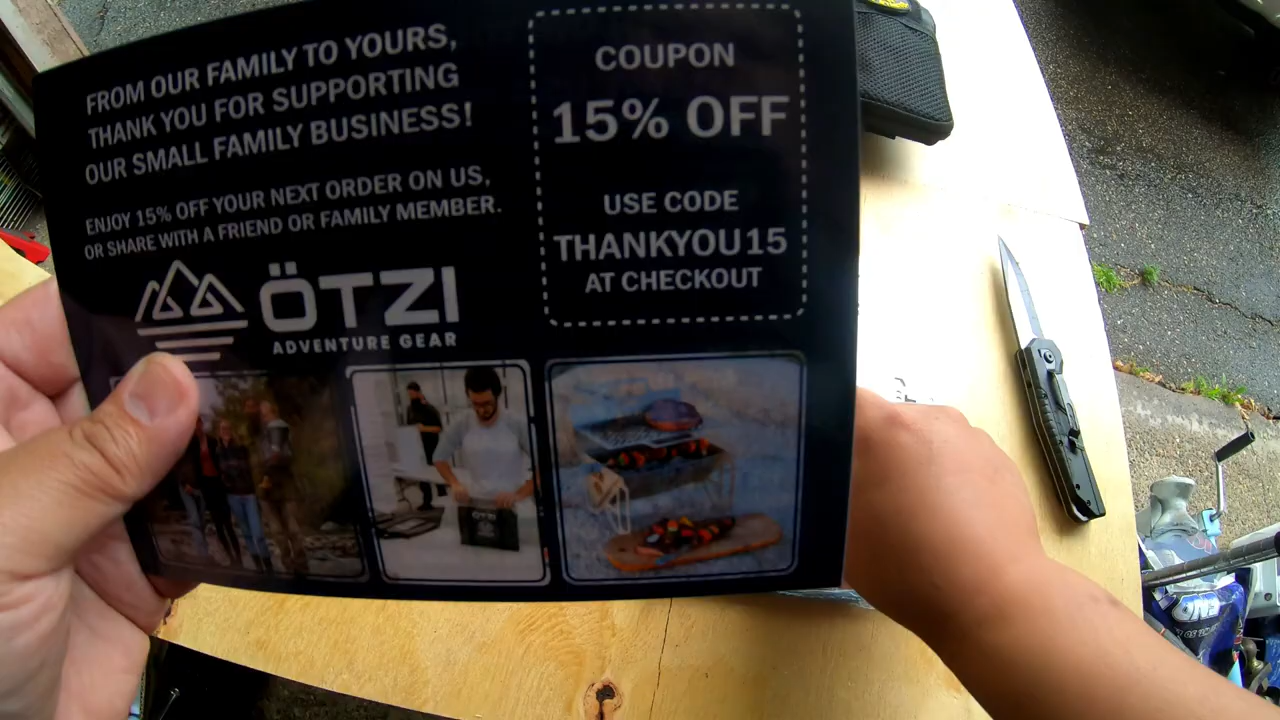 FROM OUR FAMILY TO YOURS,
THANK YOU FOR SUPPORTING
OUR SMALL FAMILY BUSINESS!
ENJOY 15% OFF YOUR NEXT ORDER ON US,
OR SHARE WITH A FRIEND OR FAMILY MEMBER.
ÖTZI
ADVENTURE GEAR
COUPON
15% OFF
USE CODE
THANKYOU15
AT CHECKOUT
ÖTZI